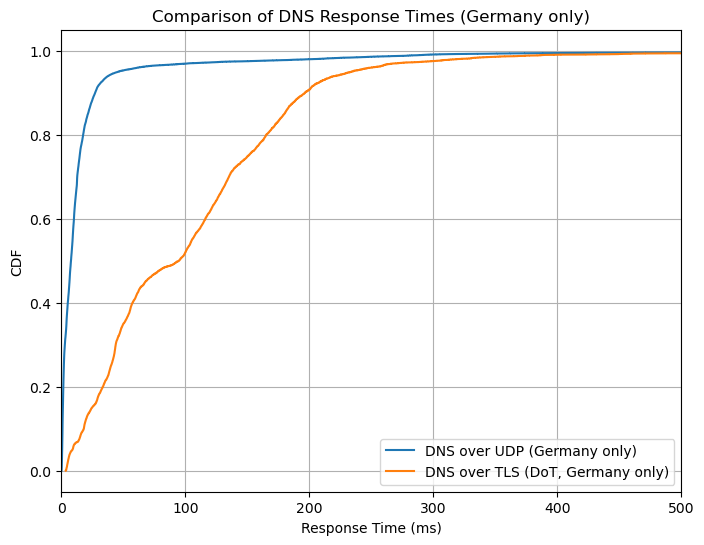 Comparison of DNS Response Times (Germany only)
1.0
0.8
0.6
0.4
0.2
0.0
CDF
DNS over UDP (Germany only)
DNS over TLS (DoT, Germany only)
0 100 200 300 400 500
Response Time (ms)